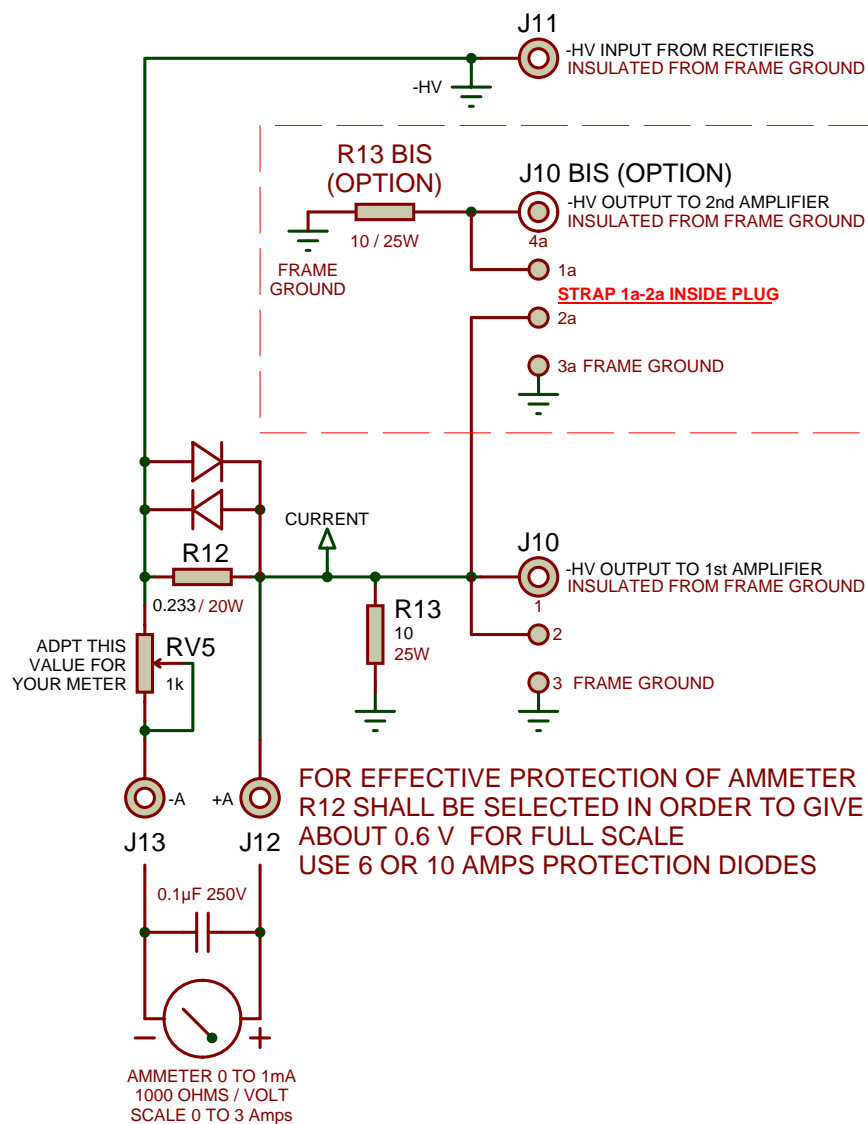 J11
-HV INPUT FROM RECTIFIERS
INSULATED FROM FRAME GROUND
-HV
R13 BIS
(OPTION)
10 / 25W
FRAME
GROUND
J10 BIS (OPTION)
-HV OUTPUT TO 2nd AMPLIFIER
INSULATED FROM FRAME GROUND
4a
1a
STRAP 1a-2a INSIDE PLUG
2a
3a FRAME GROUND
CURRENT
R12
0.233 / 20W
J10
-HV OUTPUT TO 1st AMPLIFIER
INSULATED FROM FRAME GROUND
1
2
3 FRAME GROUND
R13
10
25W
ADPT THIS
VALUE FOR
YOUR METER
RV5
1k
-A
+A
J13
J12
FOR EFFECTIVE PROTECTION OF AMMETER
R12 SHALL BE SELECTED IN ORDER TO GIVE
ABOUT 0.6 V FOR FULL SCALE
USE 6 OR 10 AMPS PROTECTION DIODES
0.1µF 250V
− +
AMMETER 0 TO 1mA
1000 OHMS / VOLT
SCALE 0 TO 3 Amps